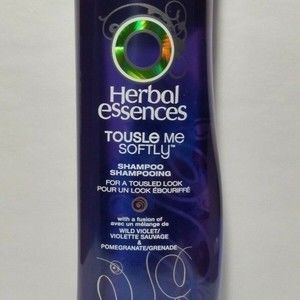 Herbal
essences
TOUSLE ME
SOFTLY™
SHAMPOO
SHAMPOOING
FOR A TOUSLED LOOK
POUR UN LOOK ÉBOURIFFÉ
with a fusion of
avec un mélange de
WILD VIOLET/
VIOLETTE SAUVAGE
&
POMEGRANATE/GRENADE